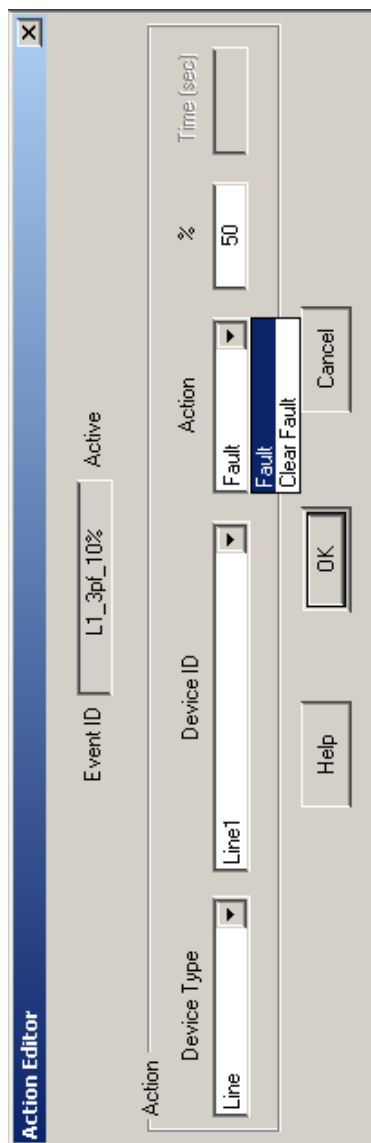 Action Editor
Event ID L1_3pf_10% Active
Action
Device Type Device ID Action % Time (sec)
Line Line1 Fault 50
Fault
Clear Fault
Help OK Cancel